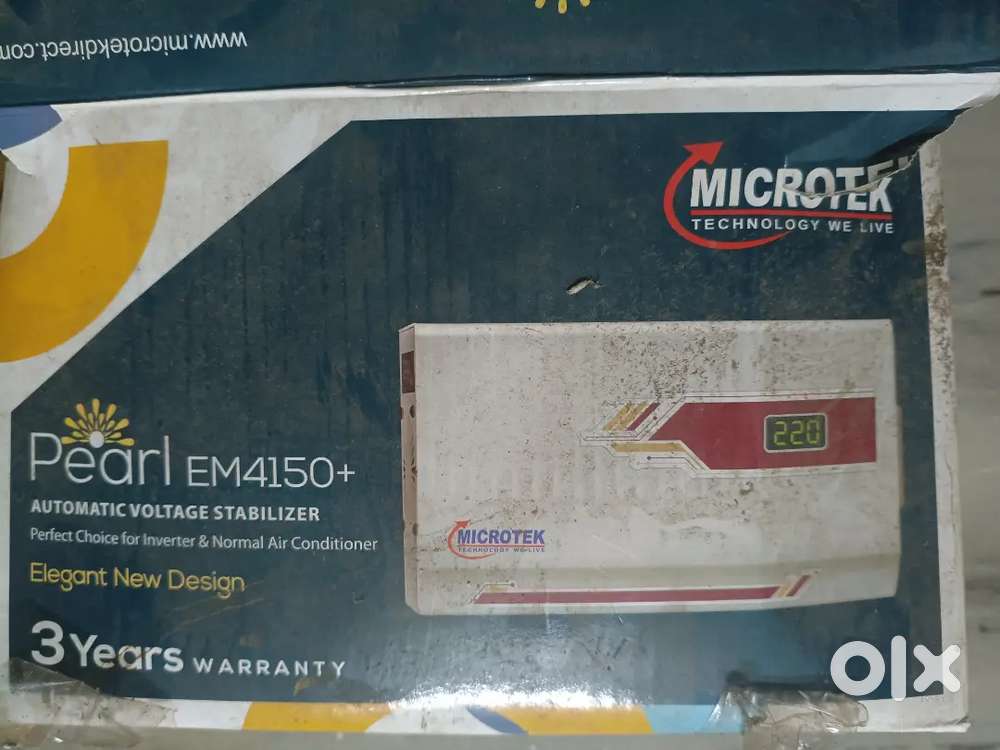 www.microtekdirect.com
MICROTEK
TECHNOLOGY WE LIVE
220
Pearl EM4150+
AUTOMATIC VOLTAGE STABILIZER
Perfect Choice for Inverter & Normal Air Conditioner
Elegant New Design
MICROTEK
TECHNOLOGY WE LIVE
3 Years WARRANTY
olx